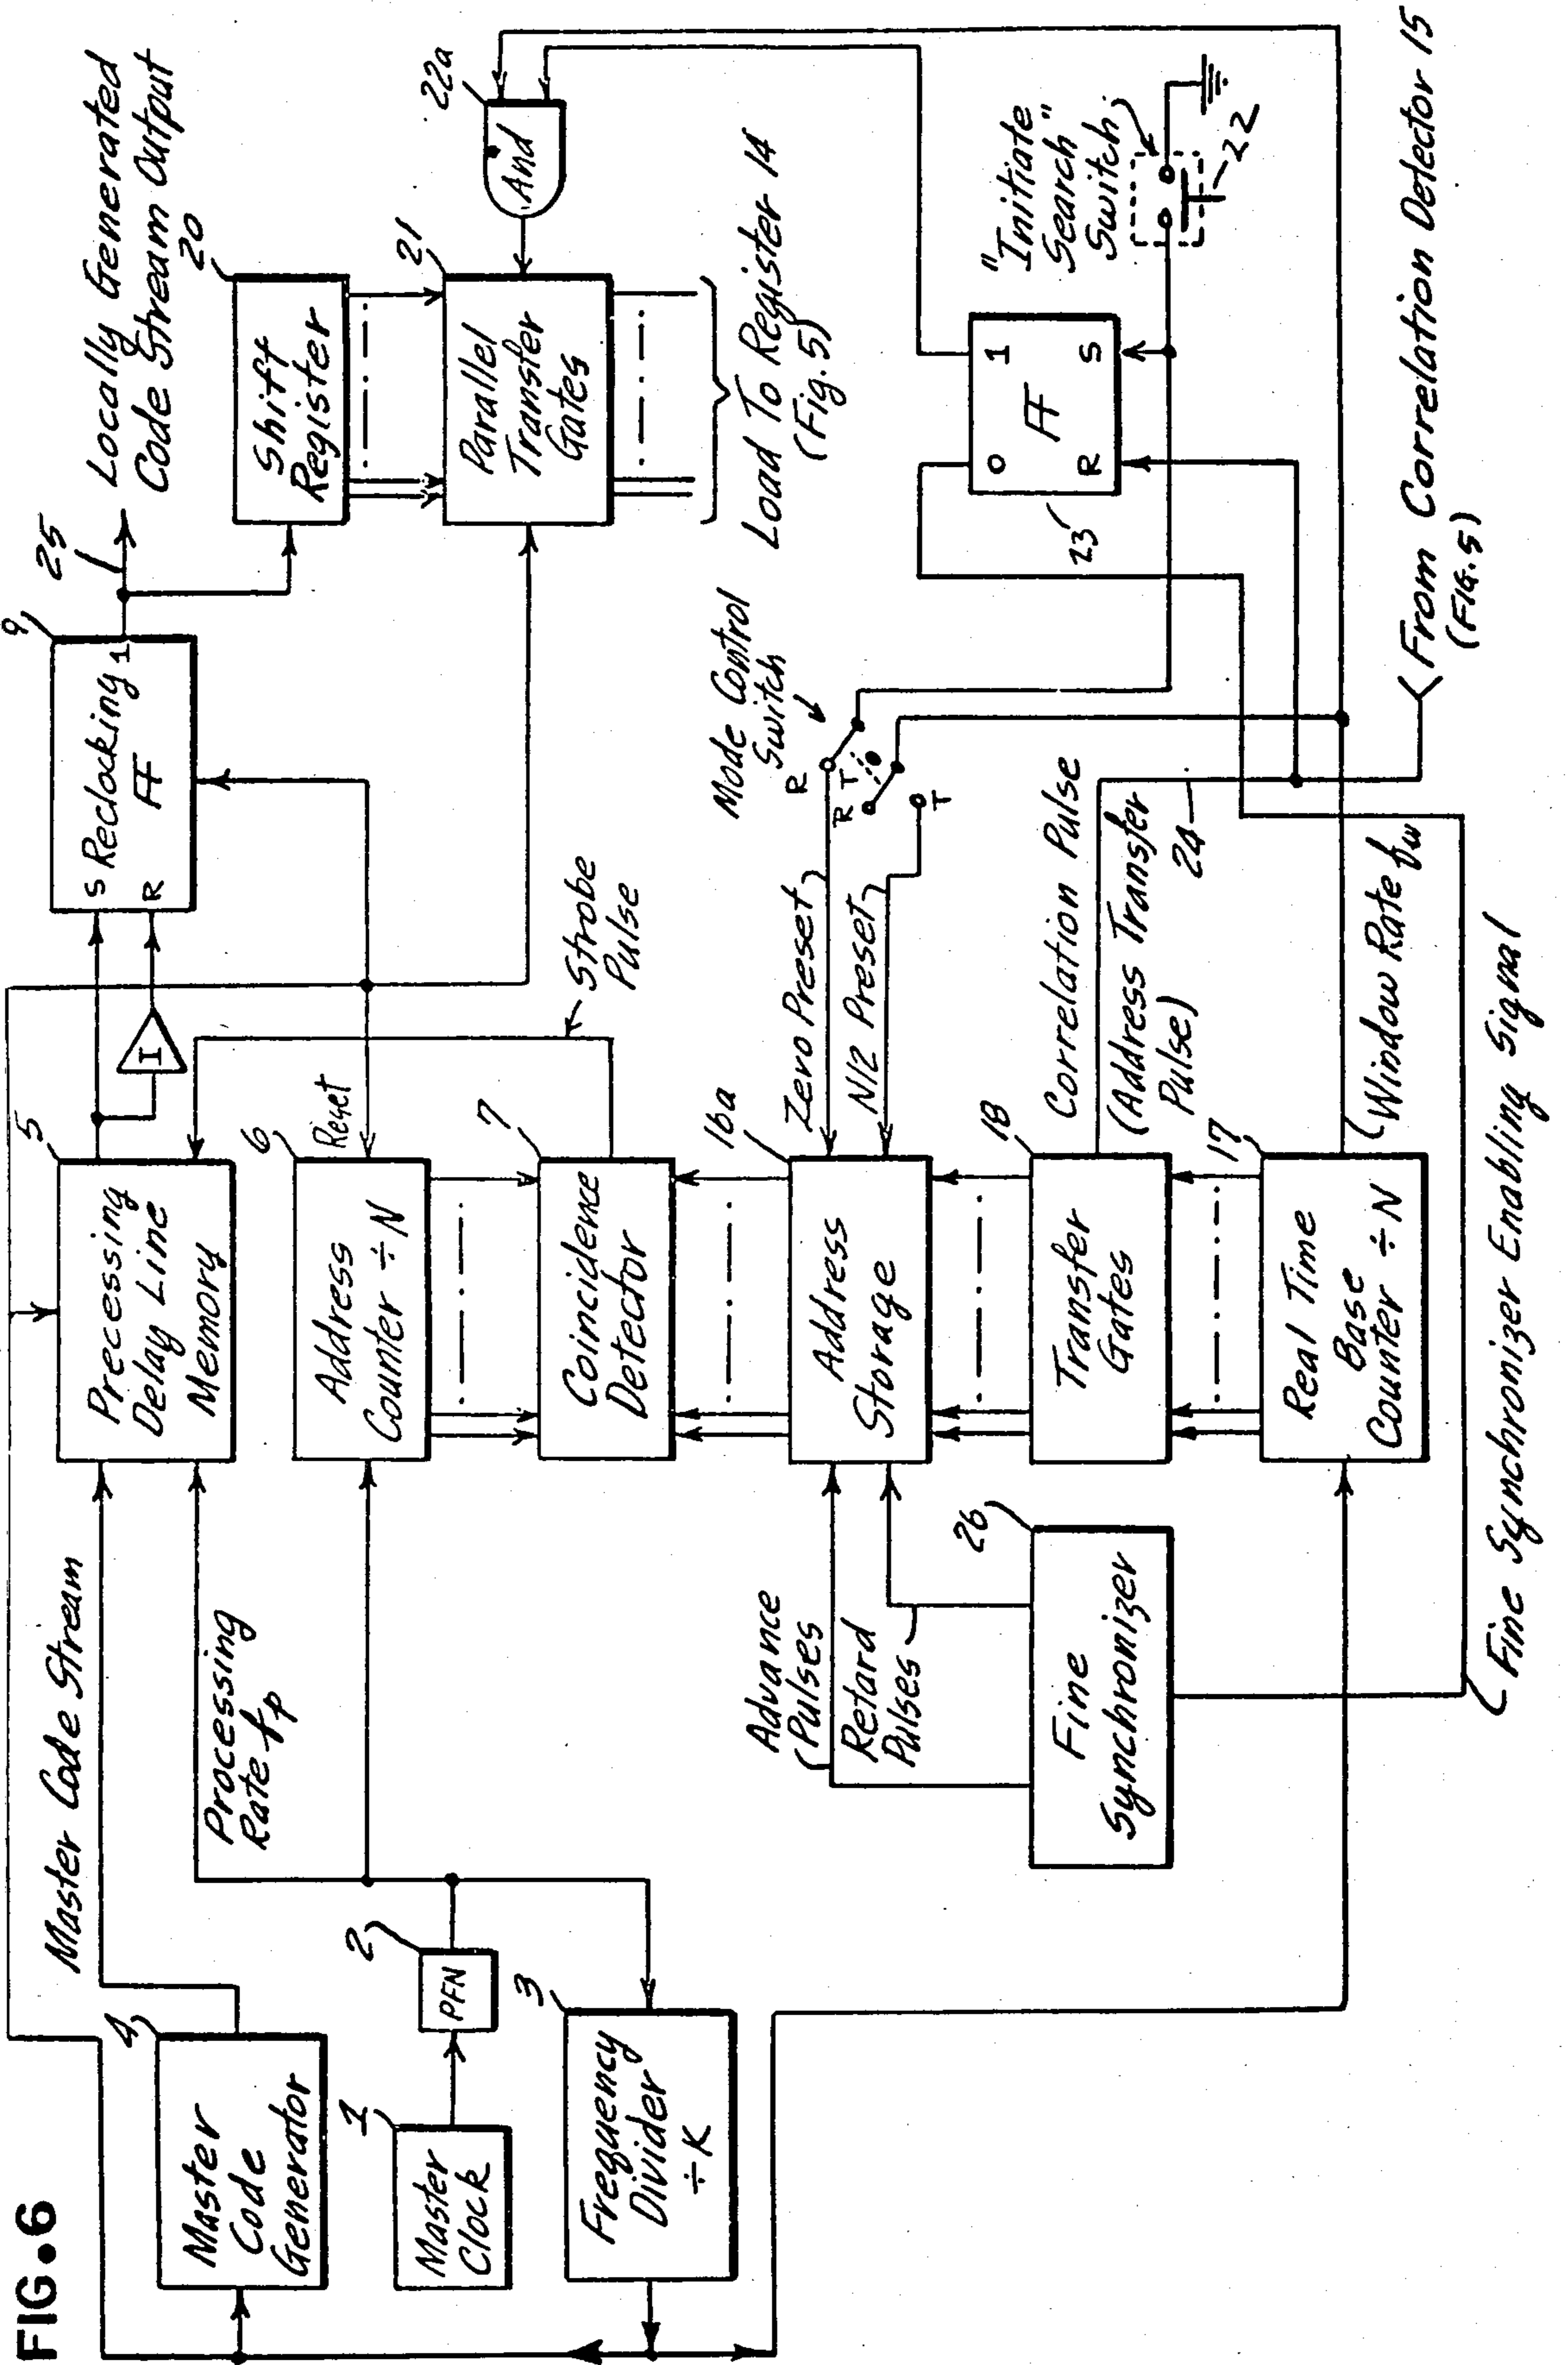 FIG.6
Master
Code
Generator
4
Master
Clock
1
PFN
2
Frequency
Divider
÷K
3
Master Code Stream
Processing
Rate fp
Precessing
Delay Line
Memory
5
I
S Reclocking 1
R FF
9
25
Locally Generated
Code Stream Output
Shift
Register
20
Parallel
Transfer
Gates
21
And
22a
Load To Register 14
(Fig.5)
Address
Counter ÷N
6
Reset
Coincidence
Detector
7
Strobe
Pulse
Address
Storage
16a
Zero Preset
N/2 Preset
Mode Control
Switch
R
T
R
T
O 1
FF
R S
23
"Initiate
Search"
Switch
22
Advance
Pulses
Retard
Pulses
Fine
Synchronizer
26
Transfer
Gates
18
Correlation Pulse
(Address Transfer
Pulse)
24
Real Time
Base
Counter ÷N
17
Window Rate fw
From Correlation Detector 15
(FIG.5)
Fine Synchronizer Enabling Signal